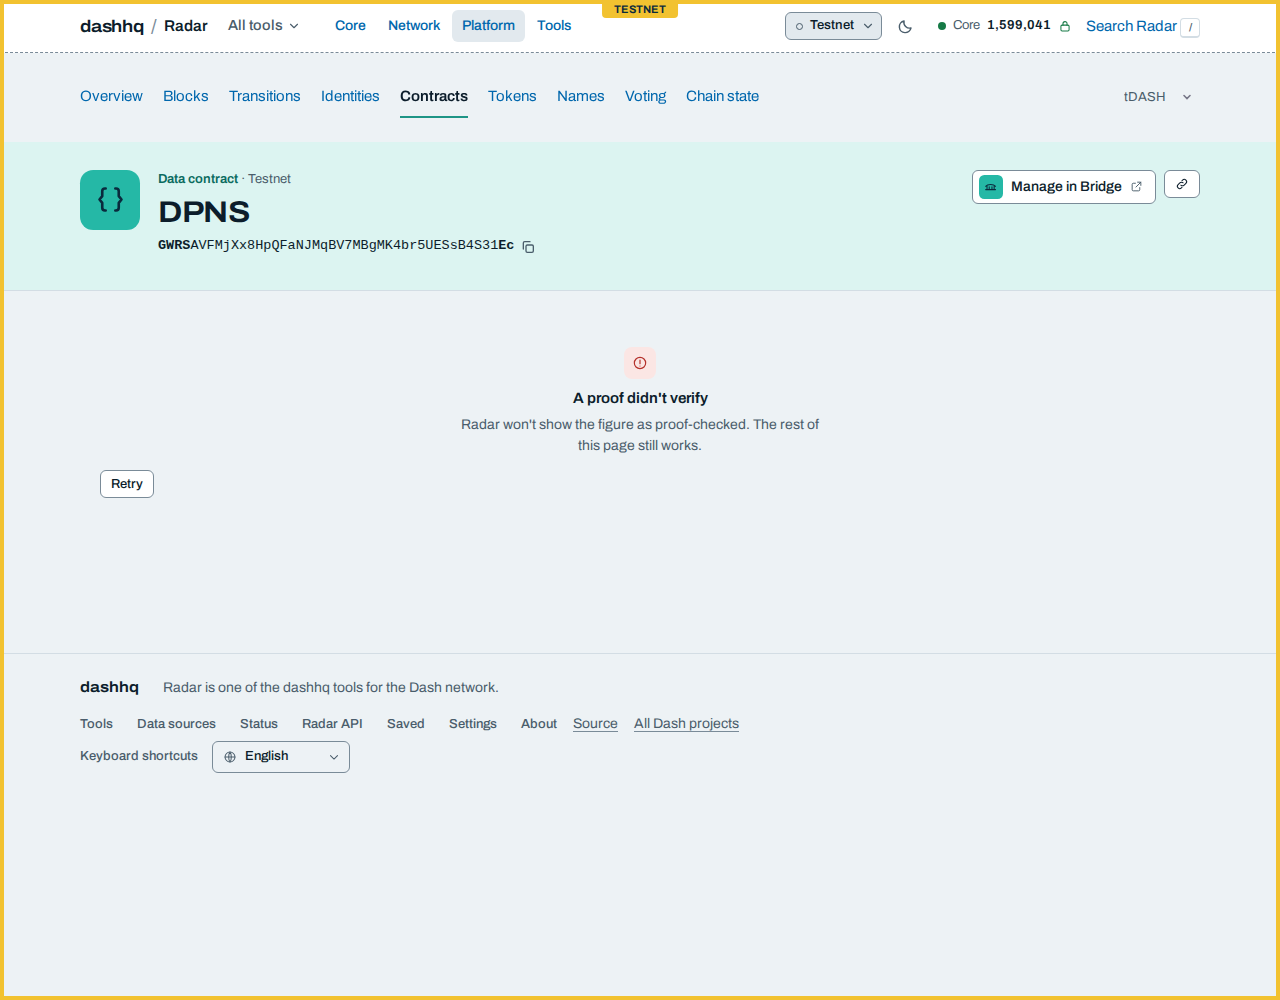 TESTNET
dashhq / Radar All tools Core Network Platform Tools Testnet Core 1,599,041 Search Radar /
Overview Blocks Transitions Identities Contracts Tokens Names Voting Chain state tDASH
Data contract · Testnet
DPNS
GWRSAVFMjXx8HpQFaNJMqBV7MBgMK4br5UESsB4S31Ec
Manage in Bridge
A proof didn't verify
Radar won't show the figure as proof-checked. The rest of
this page still works.
Retry
dashhq Radar is one of the dashhq tools for the Dash network.
Tools Data sources Status Radar API Saved Settings About Source All Dash projects
Keyboard shortcuts English